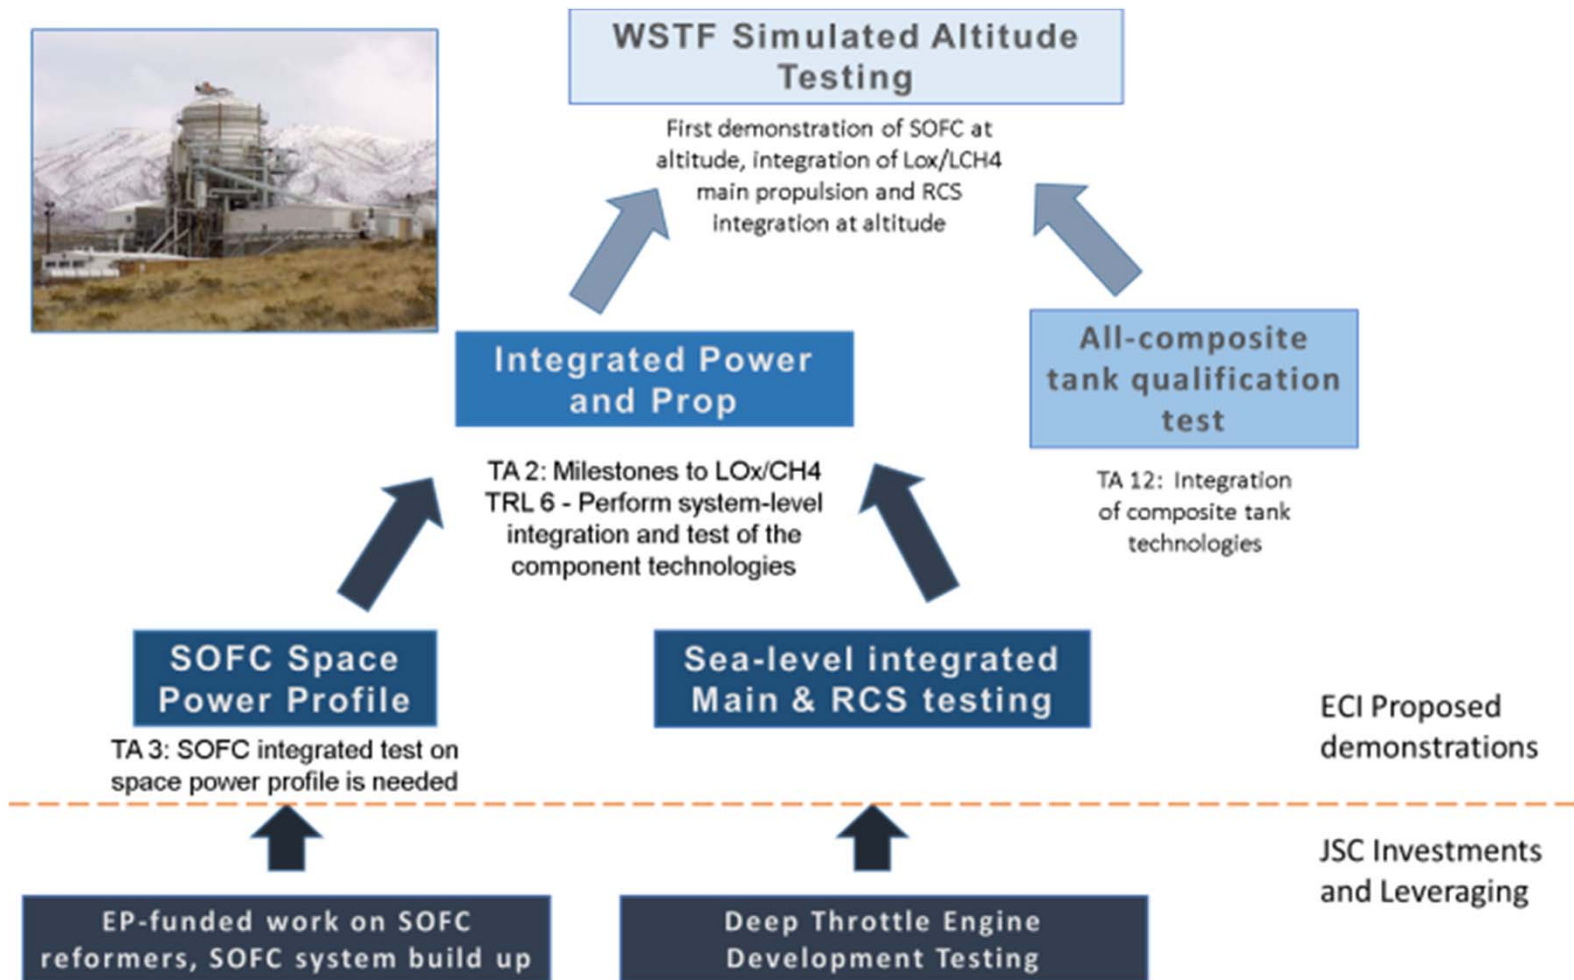 WSTF Simulated Altitude
Testing
First demonstration of SOFC at
altitude, integration of Lox/LCH4
main propulsion and RCS
integration at altitude
Integrated Power
and Prop
All-composite
tank qualification
test
TA 2: Milestones to LOx/CH4
TRL 6 - Perform system-level
integration and test of the
component technologies
TA 12: Integration
of composite tank
technologies
SOFC Space
Power Profile
Sea-level integrated
Main & RCS testing
TA 3: SOFC integrated test on
space power profile is needed
ECI Proposed
demonstrations
JSC Investments
and Leveraging
EP-funded work on SOFC
reformers, SOFC system build up
Deep Throttle Engine
Development Testing